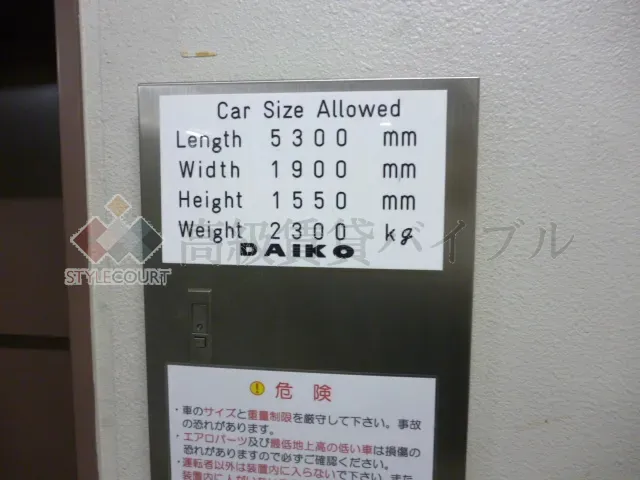 Car Size Allowed
Length 5300 mm
Width 1900 mm
Height 1550 mm
Weight 2300 kg
DAIKO
STYLECOURT
高級賃貸バイブル
危険
・車のサイズと重量制限を厳守して下さい。事故
の恐れがあります。
・エアロパーツ及び最低地上高の低い車は損傷の
恐れがありますので必ずご確認ください。
・運転者以外は装置内に入らないで下さい。また